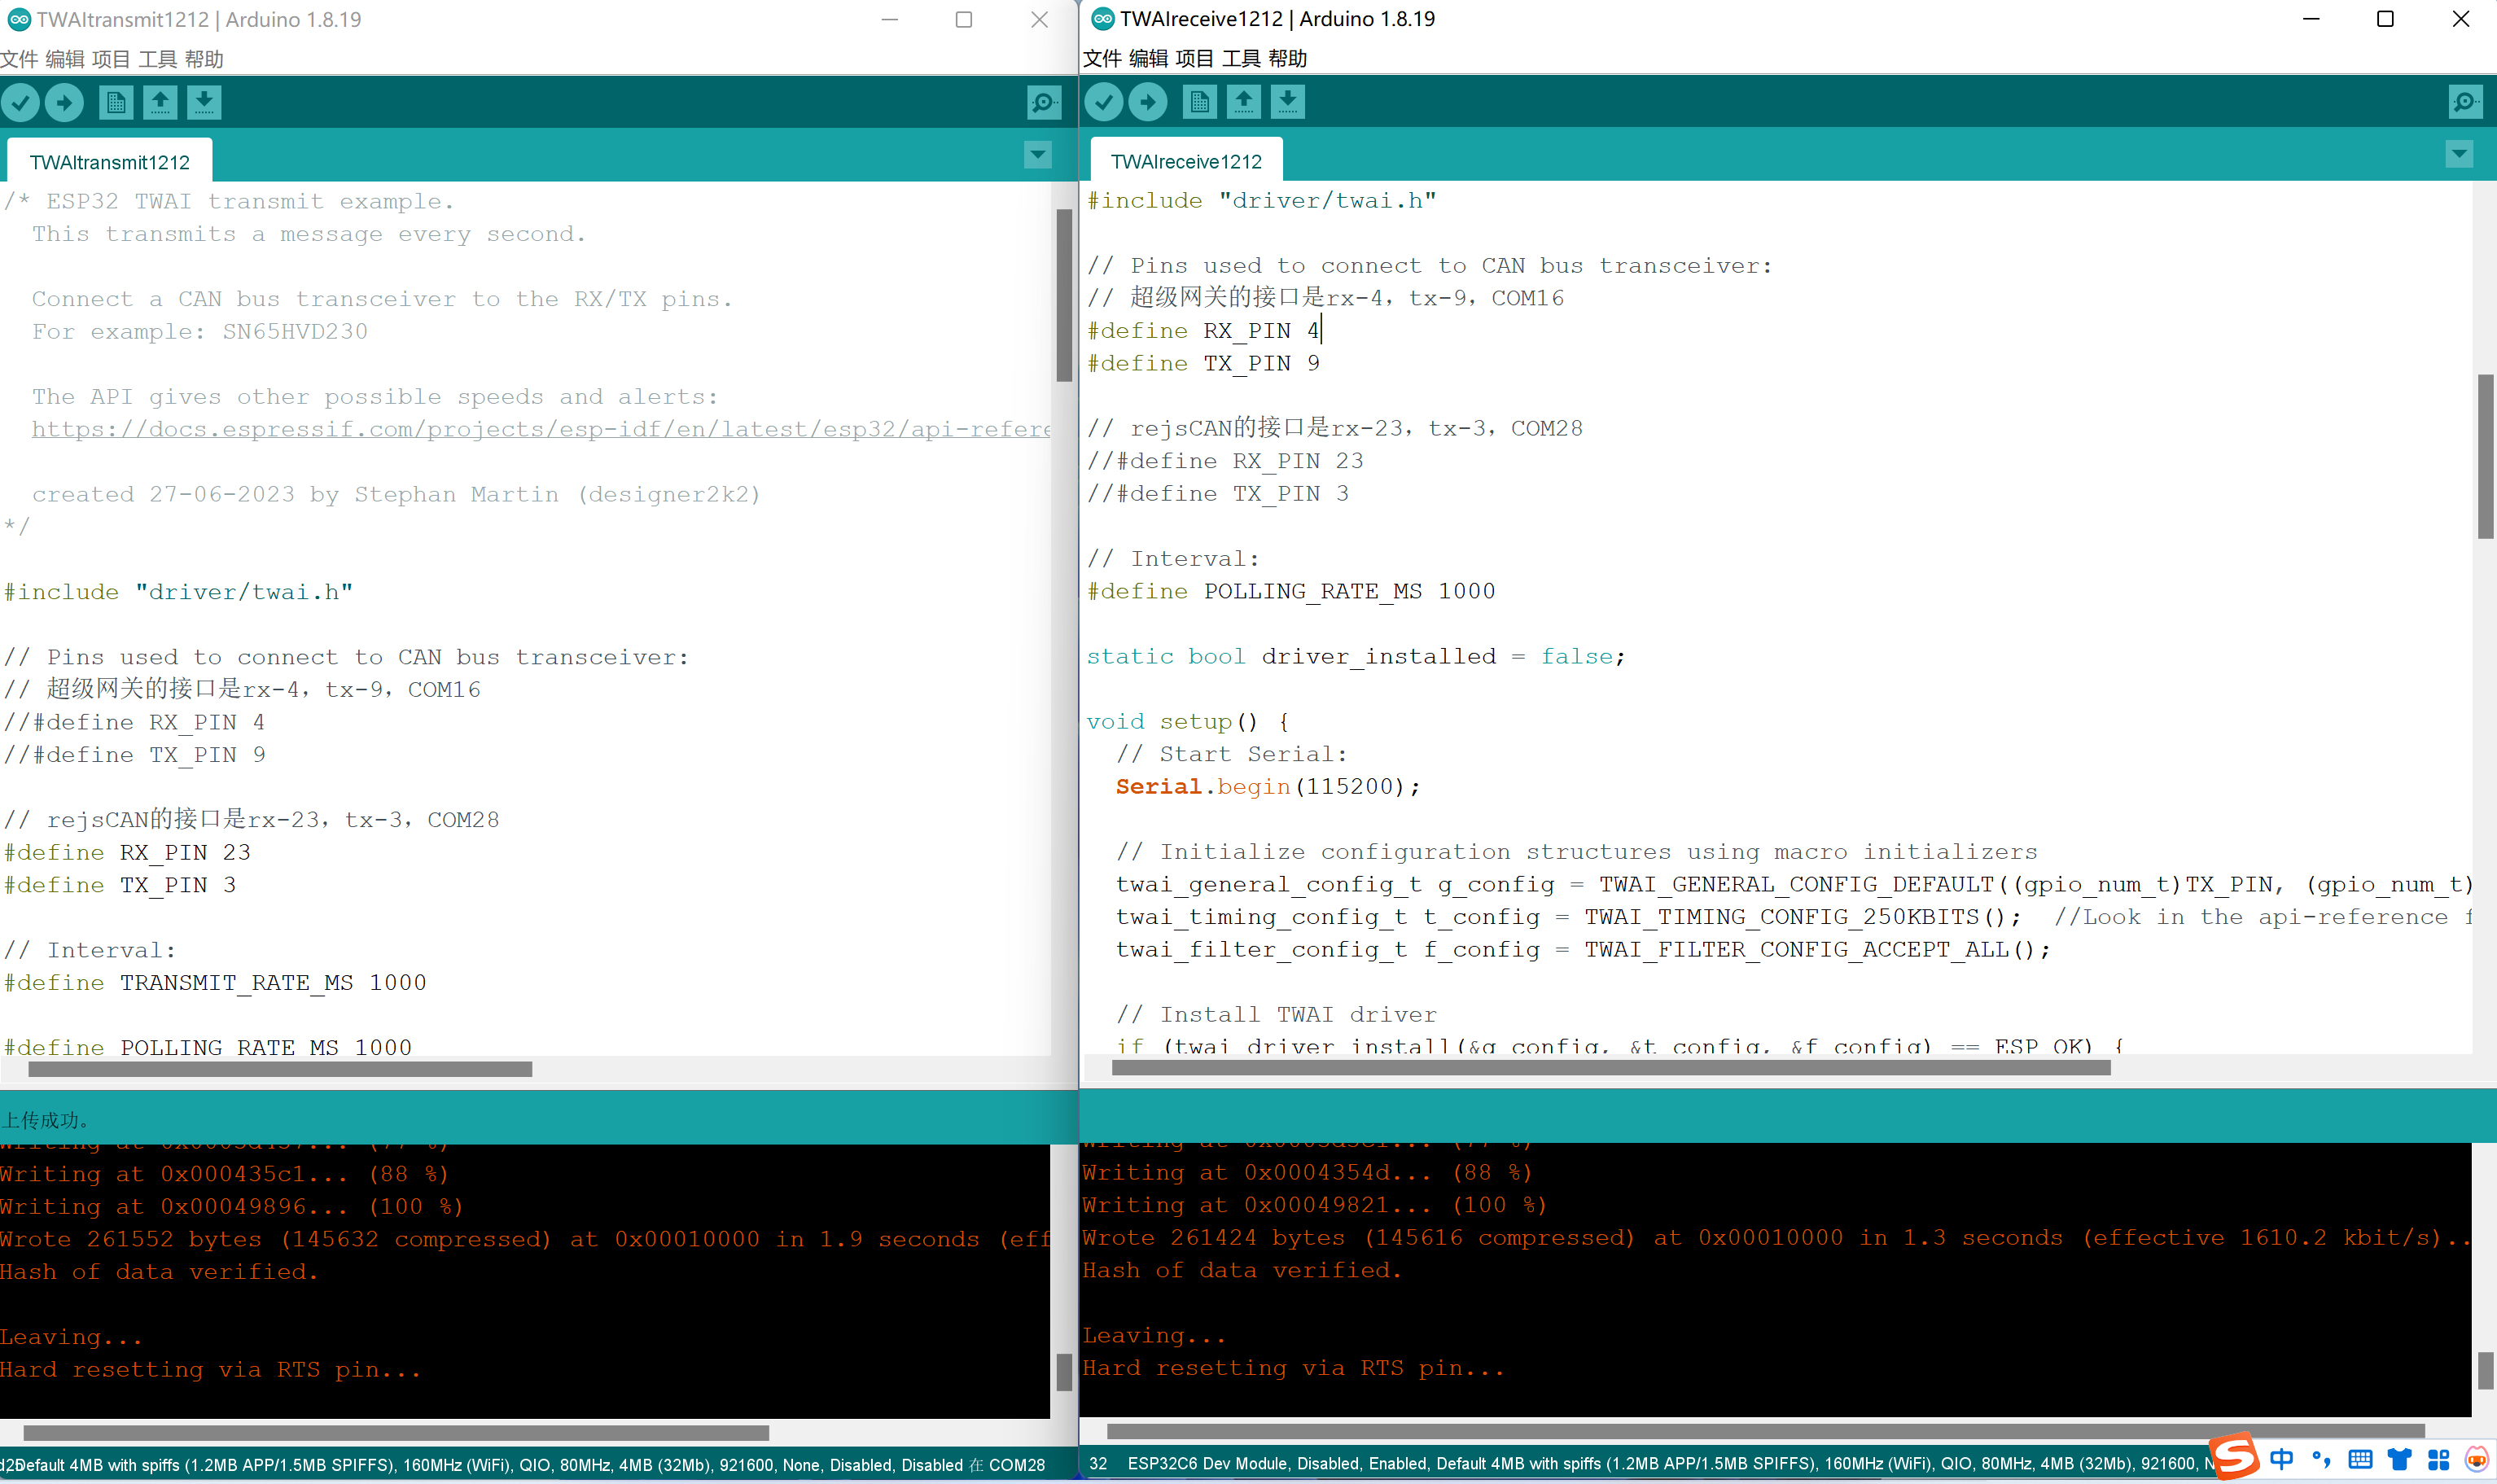 TWAItransmit1212 | Arduino 1.8.19
文件 编辑 项目 工具 帮助
TWAItransmit1212
/* ESP32 TWAI transmit example.
This transmits a message every second.
Connect a CAN bus transceiver to the RX/TX pins.
For example: SN65HVD230
The API gives other possible speeds and alerts:
https://docs.espressif.com/projects/esp-idf/en/latest/esp32/api-refere
created 27-06-2023 by Stephan Martin (designer2k2)
*/
#include "driver/twai.h"
// Pins used to connect to CAN bus transceiver:
// 超级网关的接口是rx-4, tx-9, COM16
//#define RX_PIN 4
//#define TX_PIN 9
// rejsCAN的接口是rx-23, tx-3, COM28
#define RX_PIN 23
#define TX_PIN 3
// Interval:
#define TRANSMIT_RATE_MS 1000
#define POLLING_RATE_MS 1000
上传成功。
Writing at 0x000435c1... (88 %)
Writing at 0x00049896... (100 %)
Wrote 261552 bytes (145632 compressed) at 0x00010000 in 1.9 seconds (eff
Hash of data verified.
Leaving...
Hard resetting via RTS pin...
Default 4MB with spiffs (1.2MB APP/1.5MB SPIFFS), 160MHz (WiFi), QIO, 80MHz, 4MB (32Mb), 921600, None, Disabled, Disabled 在 COM28
TWAIreceive1212 | Arduino 1.8.19
文件 编辑 项目 工具 帮助
TWAIreceive1212
#include "driver/twai.h"
// Pins used to connect to CAN bus transceiver:
// 超级网关的接口是rx-4, tx-9, COM16
#define RX_PIN 4
#define TX_PIN 9
// rejsCAN的接口是rx-23, tx-3, COM28
//#define RX_PIN 23
//#define TX_PIN 3
// Interval:
#define POLLING_RATE_MS 1000
static bool driver_installed = false;
void setup() {
// Start Serial:
Serial.begin(115200);
// Initialize configuration structures using macro initializers
twai_general_config_t g_config = TWAI_GENERAL_CONFIG_DEFAULT((gpio_num_t)TX_PIN, (gpio_num_t)
twai_timing_config_t t_config = TWAI_TIMING_CONFIG_250KBITS();  //Look in the api-reference f
twai_filter_config_t f_config = TWAI_FILTER_CONFIG_ACCEPT_ALL();
// Install TWAI driver
if (twai_driver_install(&g_config, &t_config, &f_config) == ESP_OK) {
Writing at 0x0004354d... (88 %)
Writing at 0x00049821... (100 %)
Wrote 261424 bytes (145616 compressed) at 0x00010000 in 1.3 seconds (effective 1610.2 kbit/s)..
Hash of data verified.
Leaving...
Hard resetting via RTS pin...
32 ESP32C6 Dev Module, Disabled, Enabled, Default 4MB with spiffs (1.2MB APP/1.5MB SPIFFS), 160MHz (WiFi), QIO, 80MHz, 4MB (32Mb), 921600, N
中